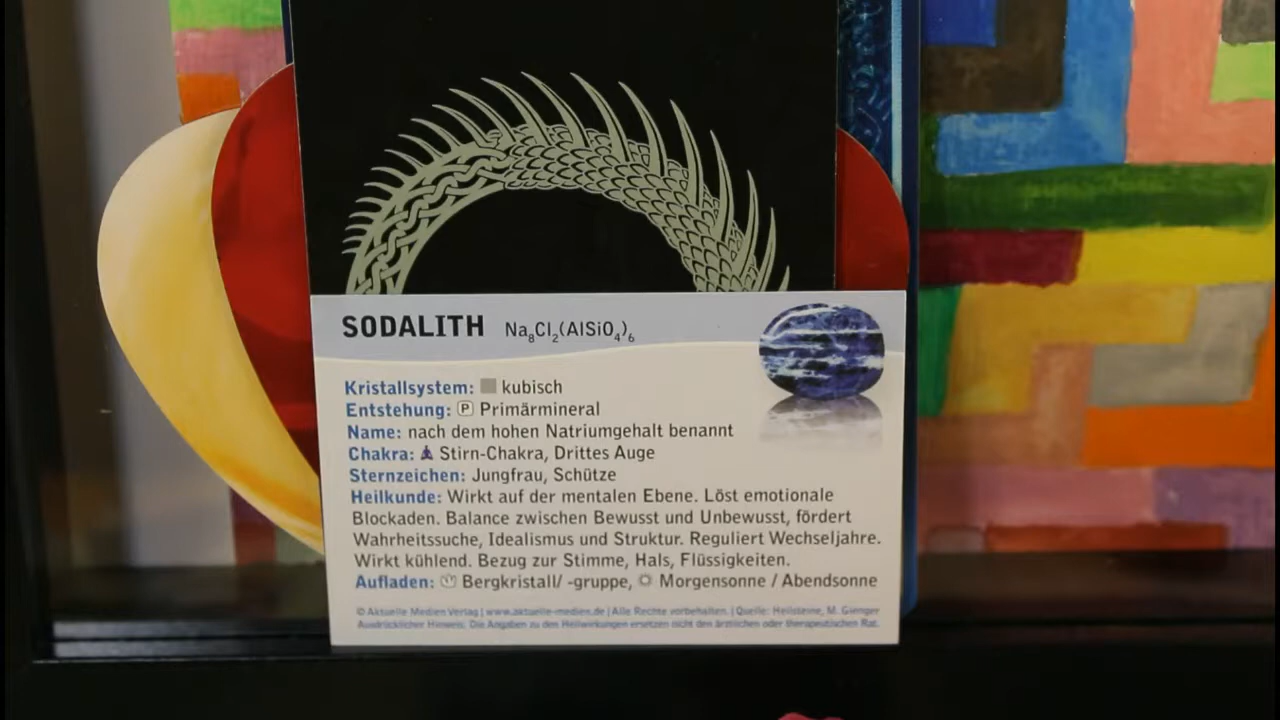 SODALITH Na₈Cl₂(AlSiO₄)₆
Kristallsystem: kubisch
Entstehung: P Primärmineral
Name: nach dem hohen Natriumgehalt benannt
Chakra: Stirn-Chakra, Drittes Auge
Sternzeichen: Jungfrau, Schütze
Heilkunde: Wirkt auf der mentalen Ebene. Löst emotionale
Blockaden. Balance zwischen Bewusst und Unbewusst, fördert
Wahrheitssuche, Idealismus und Struktur. Reguliert Wechseljahre.
Wirkt kühlend. Bezug zur Stimme, Hals, Flüssigkeiten.
Aufladen: Bergkristall/ -gruppe, Morgensonne / Abendsonne
© Aktuelle Medien Verlag | www.aktuelle-medien.de | Alle Rechte vorbehalten. | Quelle: Heilsteine, M. Gienger
Ausdrücklicher Hinweis: Die Angaben zu den Heilwirkungen ersetzen nicht den ärztlichen oder therapeutischen Rat.